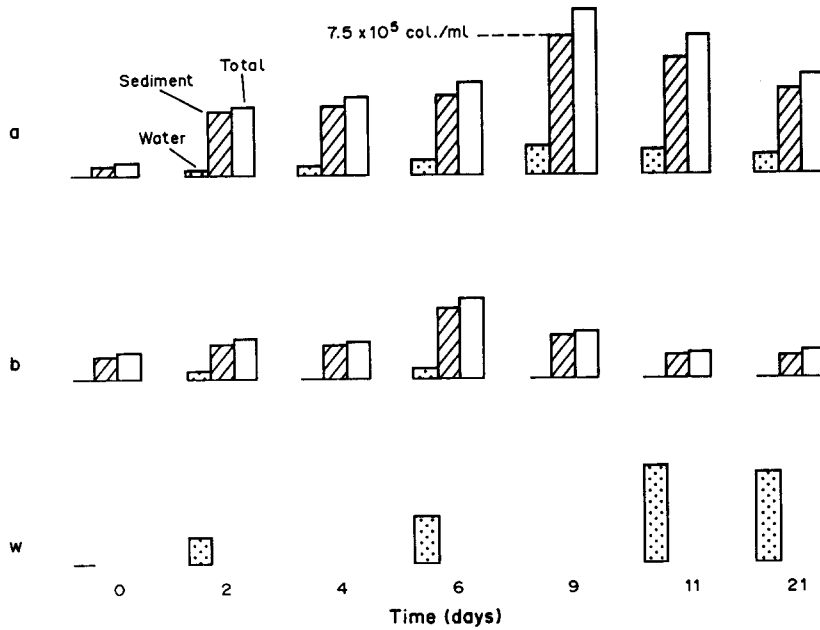 7.5 x 10⁵ col./ml
Total
Sediment
Water
a
b
w
0 2 4 6 9 11 21
Time (days)